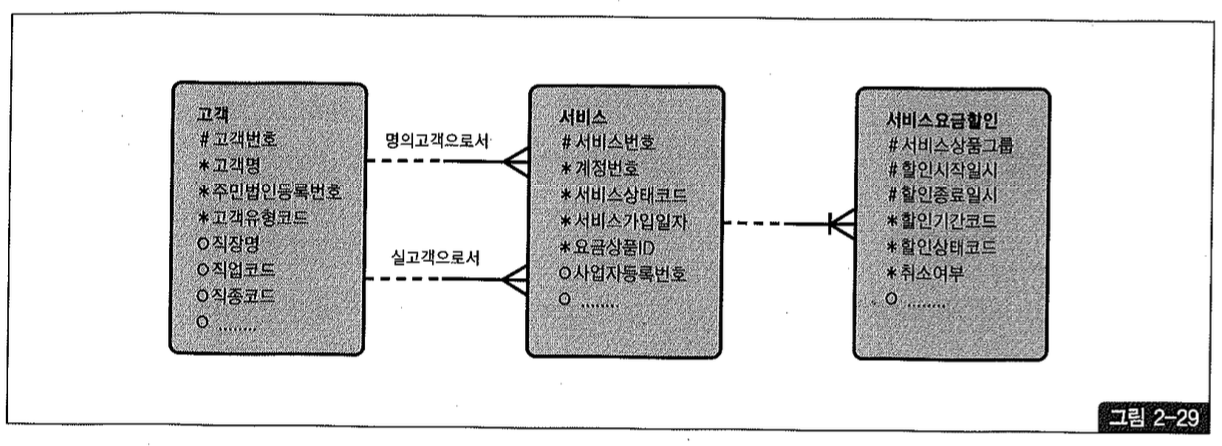 고객
#고객번호
*고객명
*주민법인등록번호
*고객유형코드
O직장명
O직업코드
O직종코드
O ........
명의고객으로서
실고객으로서
서비스
#서비스번호
*계정번호
*서비스상태코드
*서비스가입일자
*요금상품ID
O사업자등록번호
O ........
서비스요금할인
#서비스상품그룹
#할인시작일시
#할인종료일시
*할인기간코드
*할인상태코드
*취소여부
O ........
그림 2-29